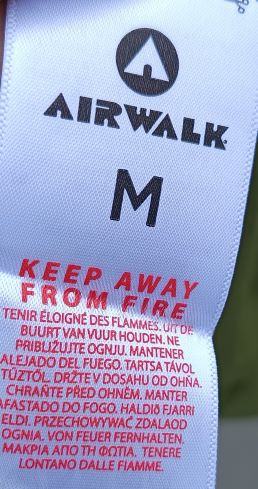 AIRWALK
M
KEEP AWAY
FROM FIRE
TENIR ÉLOIGNÉ DES FLAMMES. UIT DE
BUURT VAN VUUR HOUDEN. NE
PRIBLIŽUJTE OGNJU. MANTENER
ALEJADO DEL FUEGO. TARTSA TÁVOL
TŰZTŐL. DRŽTE V DOSAHU OD OHŇA.
CHRAŇTE PŘED OHNĚM. MANTER
AFASTADO DO FOGO. HALDIÐ FJARRI
ELDI. PRZECHOWYWAĆ ZDALAOD
OGNIA. VON FEUER FERNHALTEN.
ΜΑΚΡΙΑ ΑΠΟ ΤΗ ΦΩΤΙΑ. TENERE
LONTANO DALLE FIAMME.